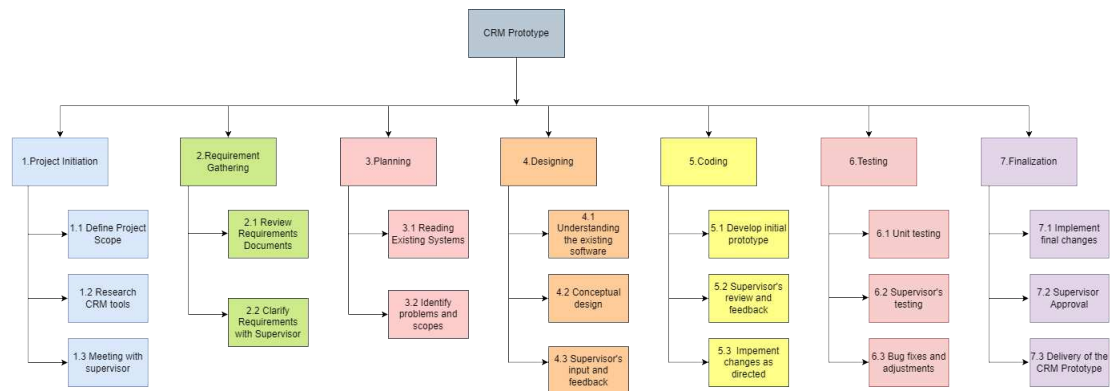 CRM Prototype
1.Project Initiation
2.Requirement
Gathering
3.Planning
4.Designing
5.Coding
6.Testing
7.Finalization
1.1 Define Project
Scope
1.2 Research
CRM tools
1.3 Meeting with
supervisor
2.1 Review
Requirements
Documents
2.2 Clarify
Requirements
with Supervisor
3.1 Reading
Existing Systems
3.2 Identify
problems and
scopes
4.1
Understanding
the existing
software
4.2 Conceptual
design
4.3 Supervisor's
input and
feedback
5.1 Develop initial
prototype
5.2 Supervisor's
review and
feedback
5.3 Impement
changes as
directed
6.1 Unit testing
6.2 Supervisor's
testing
6.3 Bug fixes and
adjustments
7.1 Implement
final changes
7.2 Supervisor
Approval
7.3 Delivery of the
CRM Prototype